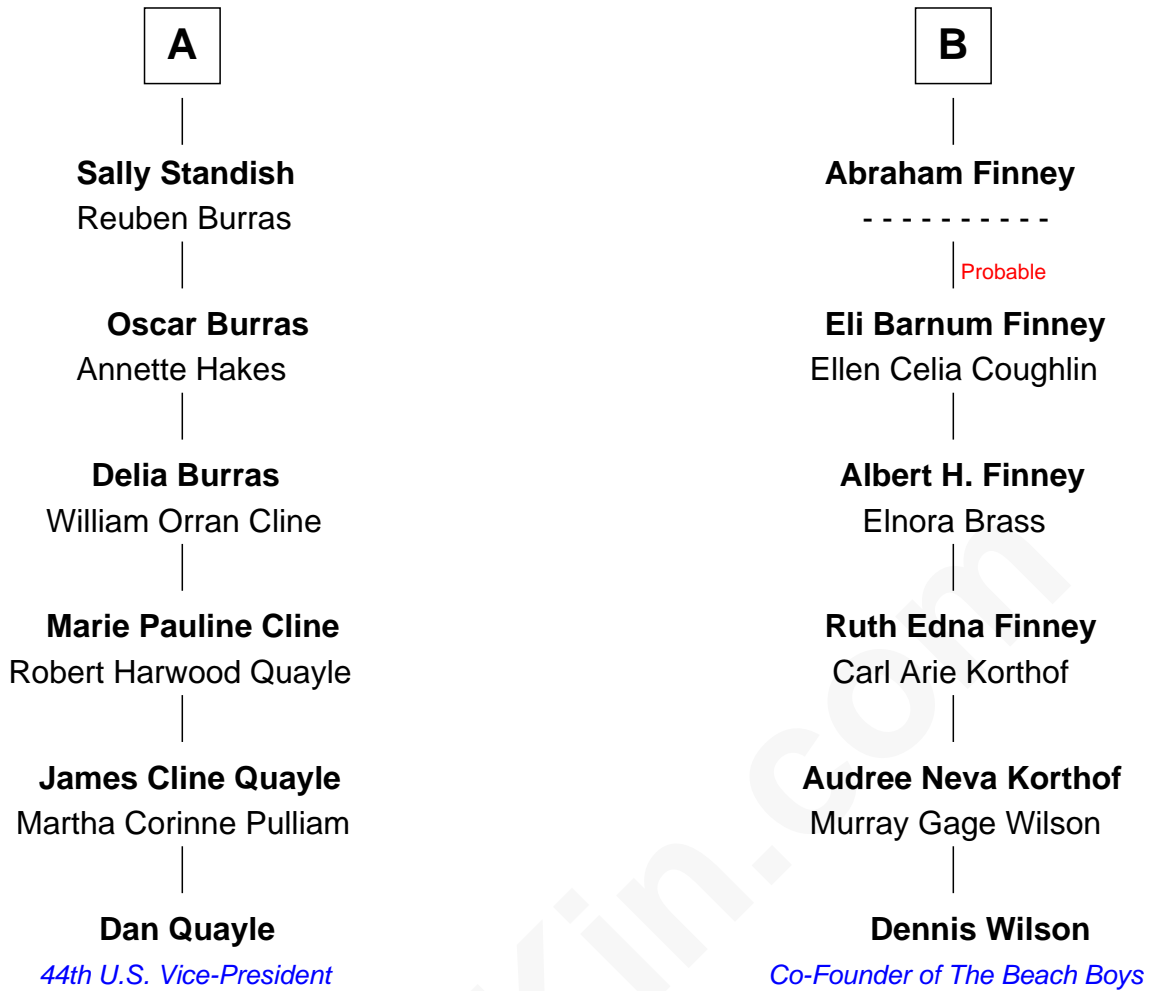 A
B
Sally Standish
Reuben Burras
Abraham Finney
- - - - - - - - - -
Probable
Oscar Burras
Annette Hakes
Eli Barnum Finney
Ellen Celia Coughlin
Delia Burras
William Orran Cline
Albert H. Finney
Elnora Brass
Marie Pauline Cline
Robert Harwood Quayle
Ruth Edna Finney
Carl Arie Korthof
James Cline Quayle
Martha Corinne Pulliam
Audree Neva Korthof
Murray Gage Wilson
Dan Quayle
44th U.S. Vice-President
Dennis Wilson
Co-Founder of The Beach Boys
Kin.com